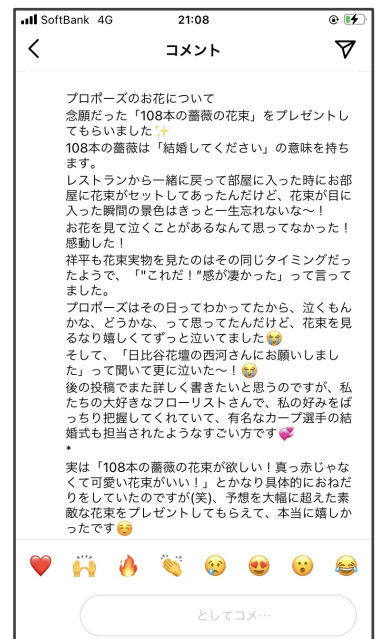 SoftBank 4G 21:08
コメント
プロポーズのお花について
念願だった「108本の薔薇の花束」をプレゼントし
てもらいました✨
108本の薔薇は「結婚してください」の意味を持ち
ます。
レストランから一緒に戻って部屋に入った時にお部
屋に花束がセットしてあったんだけど、花束が目に
入った瞬間の景色はきっと一生忘れないな〜！
お花を見て泣くことがあるなんて思ってなかった！
感動した！
祥平も花束実物を見たのはその同じタイミングだっ
たようで、「"これだ！"感が凄かった」って言って
ました。
プロポーズはその日ってわかってたから、泣くもん
かな、どうかな、って思ってたんだけど、花束を見
るなり嬉しくてずっと泣いてました😭
そして、「日比谷花壇の西河さんにお願いしまし
た」って聞いて更に泣いた〜！😭
後の投稿でまた詳しく書きたいと思うのですが、私
たちの大好きなフローリストさんで、私の好みをば
っちり把握してくれていて、有名なカープ選手の結
婚式も担当されたようなすごい方です💞
*
実は「108本の薔薇の花束が欲しい！真っ赤じゃな
くて可愛い花束がいい！」とかなり具体的におねだ
りをしていたのですが(笑)、予想を大幅に超えた素
敵な花束をプレゼントしてもらえて、本当に嬉しか
ったです☺️
❤️ 🙌 🔥 👏 😢 😍 😮 😂
としてコメ…